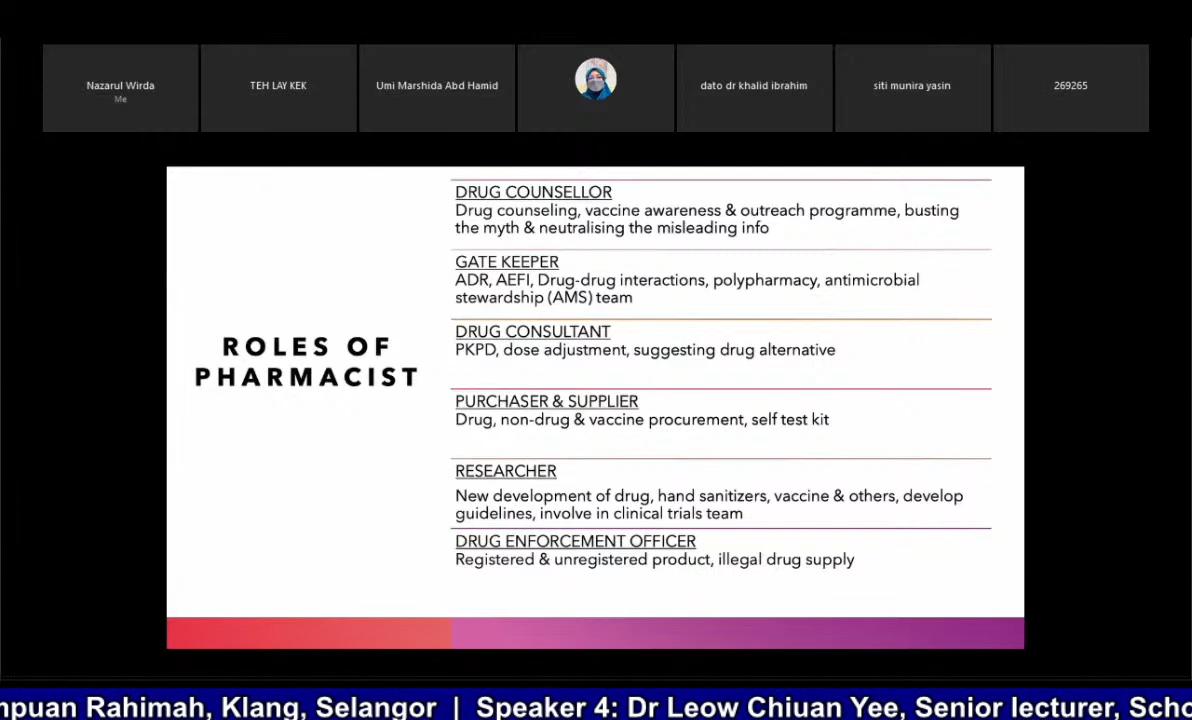 Nazarul Wirda
Me
TEH LAY KEK
Umi Marshida Abd Hamid
dato dr khalid ibrahim
siti munira yasin
269265
ROLES OF
PHARMACIST
DRUG COUNSELLOR
Drug counseling, vaccine awareness & outreach programme, busting
the myth & neutralising the misleading info
GATE KEEPER
ADR, AEFI, Drug-drug interactions, polypharmacy, antimicrobial
stewardship (AMS) team
DRUG CONSULTANT
PKPD, dose adjustment, suggesting drug alternative
PURCHASER & SUPPLIER
Drug, non-drug & vaccine procurement, self test kit
RESEARCHER
New development of drug, hand sanitizers, vaccine & others, develop
guidelines, involve in clinical trials team
DRUG ENFORCEMENT OFFICER
Registered & unregistered product, illegal drug supply
mpuan Rahimah, Klang, Selangor | Speaker 4: Dr Leow Chiuan Yee, Senior lecturer, Scho